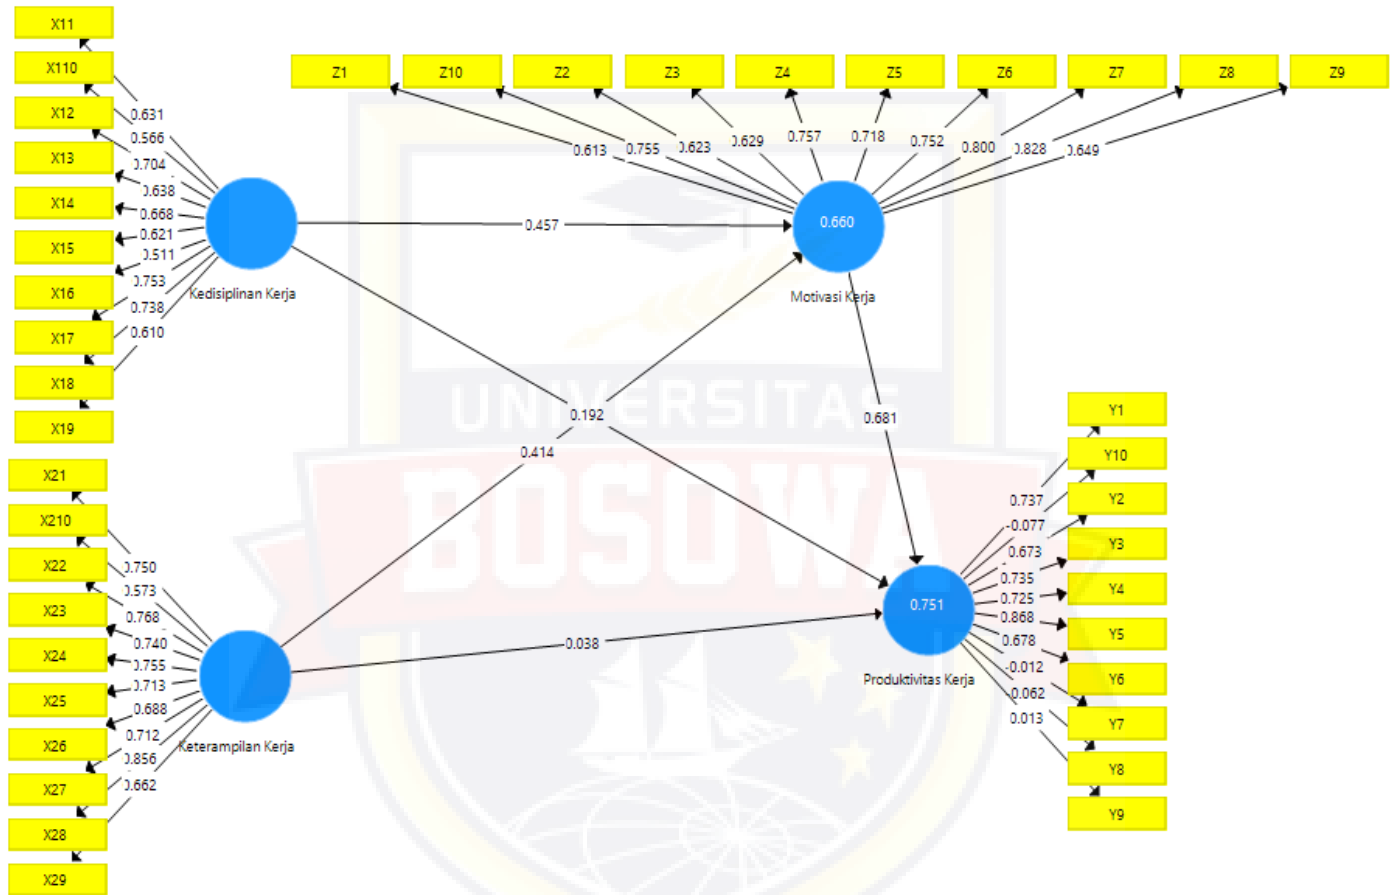 X11
X110
X12
X13
X14
X15
X16
X17
X18
X19
0.631
0.566
0.704
0.638
0.668
0.621
0.511
0.753
0.738
0.610
Kedisiplinan Kerja
Z1 Z10 Z2 Z3 Z4 Z5 Z6 Z7 Z8 Z9
0.613 0.755 0.623 0.629 0.757 0.718 0.752 0.800 0.828 0.649
0.660
Motivasi Kerja
0.457
0.192
0.414
0.681
0.038
X21
X210
X22
X23
X24
X25
X26
X27
X28
X29
0.750
0.573
0.768
0.740
0.755
0.713
0.688
0.712
0.856
0.662
Keterampilan Kerja
0.751
Produktivitas Kerja
0.737
-0.077
0.673
0.735
0.725
0.868
0.678
-0.012
-0.062
0.013
Y1
Y10
Y2
Y3
Y4
Y5
Y6
Y7
Y8
Y9
UNIVERSITAS
BOSOWA